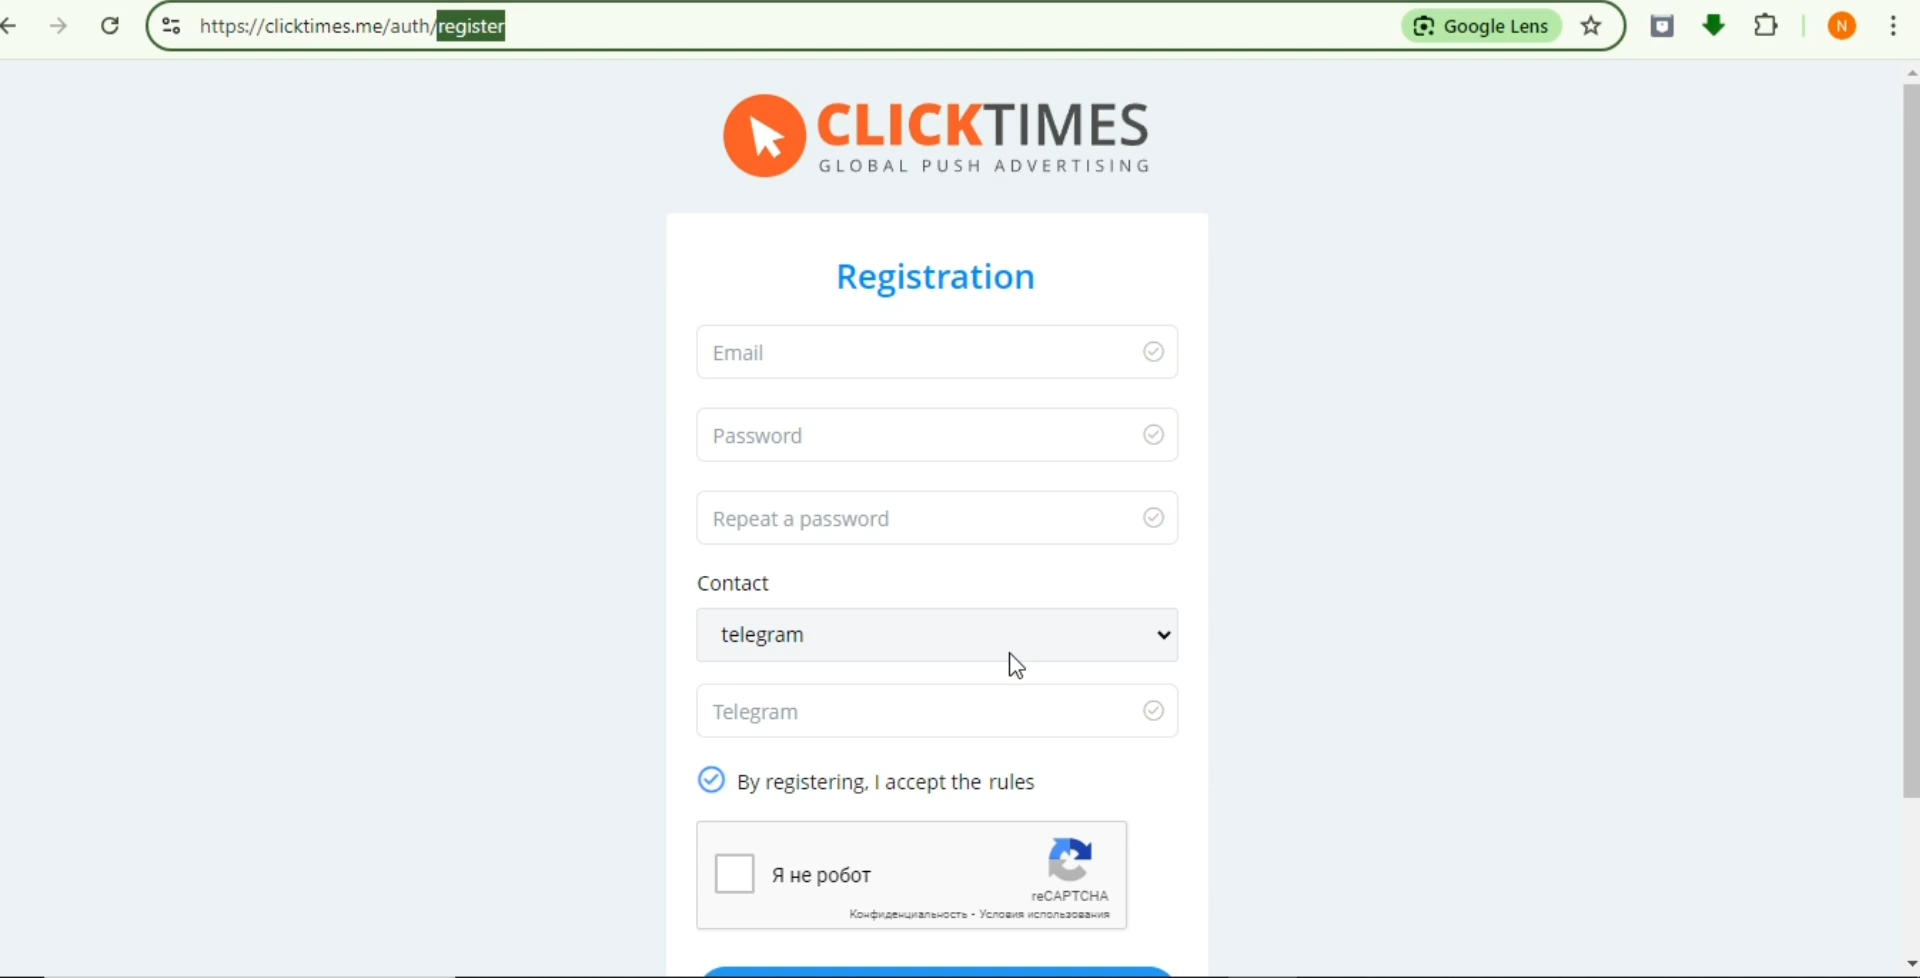 https://clicktimes.me/auth/register
Google Lens
N
CLICKTIMES
GLOBAL PUSH ADVERTISING
Registration
Email
Password
Repeat a password
Contact
telegram
Telegram
By registering, I accept the rules
Я не робот
reCAPTCHA
Конфиденциальность - Условия использования